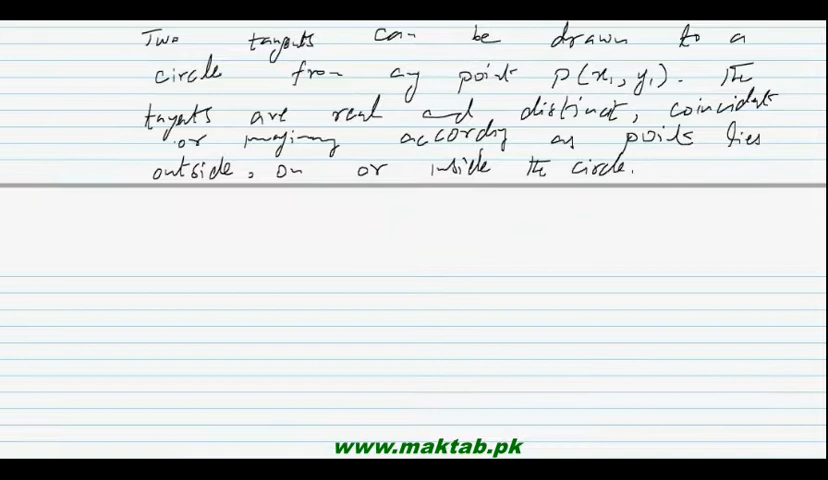 Two tangents can be drawn to a
circle from any point P(x₁, y₁). The
tangents are real and distinct, coincident
or imaginary according as points lies
outside, on or inside the circle.
www.maktab.pk